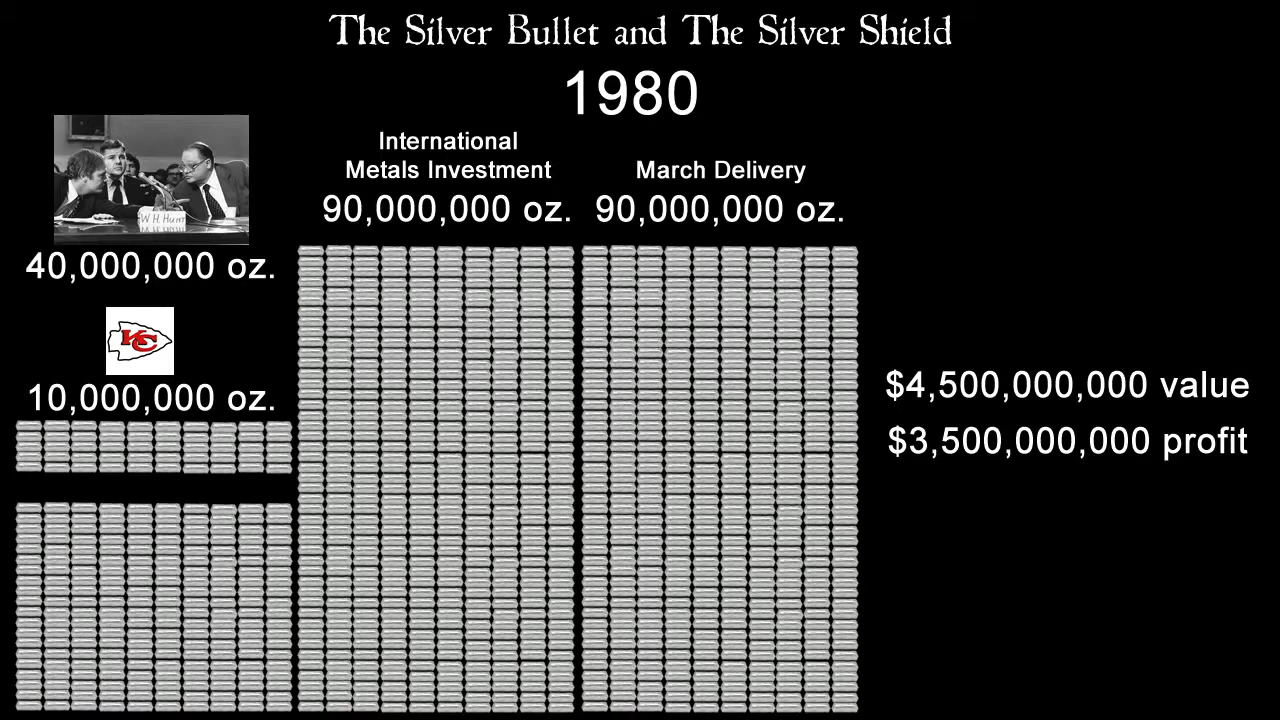 The Silver Bullet and The Silver Shield
1980
International
Metals Investment
90,000,000 oz.
March Delivery
90,000,000 oz.
W.H. Hunt
40,000,000 oz.
KC
10,000,000 oz.
$4,500,000,000 value
$3,500,000,000 profit